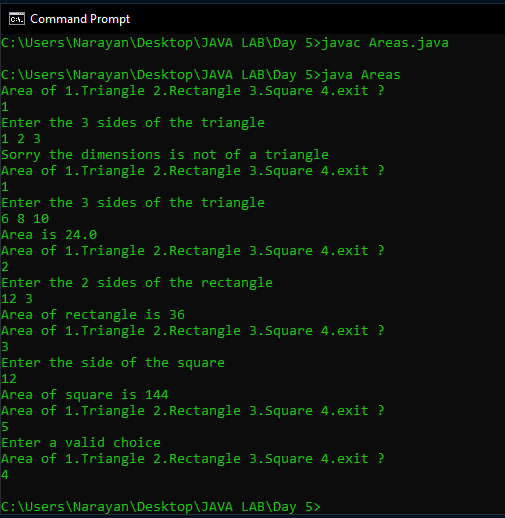 Command Prompt
C:\Users\Narayan\Desktop\JAVA LAB\Day 5>javac Areas.java
C:\Users\Narayan\Desktop\JAVA LAB\Day 5>java Areas
Area of 1.Triangle 2.Rectangle 3.Square 4.exit ?
1
Enter the 3 sides of the triangle
1 2 3
Sorry the dimensions is not of a triangle
Area of 1.Triangle 2.Rectangle 3.Square 4.exit ?
1
Enter the 3 sides of the triangle
6 8 10
Area is 24.0
Area of 1.Triangle 2.Rectangle 3.Square 4.exit ?
2
Enter the 2 sides of the rectangle
12 3
Area of rectangle is 36
Area of 1.Triangle 2.Rectangle 3.Square 4.exit ?
3
Enter the side of the square
12
Area of square is 144
Area of 1.Triangle 2.Rectangle 3.Square 4.exit ?
5
Enter a valid choice
Area of 1.Triangle 2.Rectangle 3.Square 4.exit ?
4
C:\Users\Narayan\Desktop\JAVA LAB\Day 5>